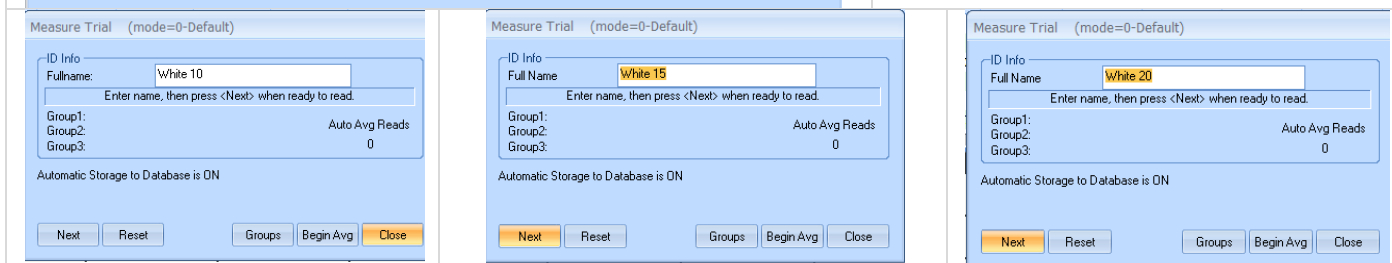 Measure Trial (mode=0-Default)
ID Info
Fullname: White 10
Enter name, then press <Next> when ready to read.
Group1:
Group2:
Group3:
Auto Avg Reads
0
Automatic Storage to Database is ON
Next Reset Groups Begin Avg Close
Measure Trial (mode=0-Default)
ID Info
Full Name White 15
Enter name, then press <Next> when ready to read.
Group1:
Group2:
Group3:
Auto Avg Reads
0
Automatic Storage to Database is ON
Next Reset Groups Begin Avg Close
Measure Trial (mode=0-Default)
ID Info
Full Name White 20
Enter name, then press <Next> when ready to read.
Group1:
Group2:
Group3:
Auto Avg Reads
0
Automatic Storage to Database is ON
Next Reset Groups Begin Avg Close